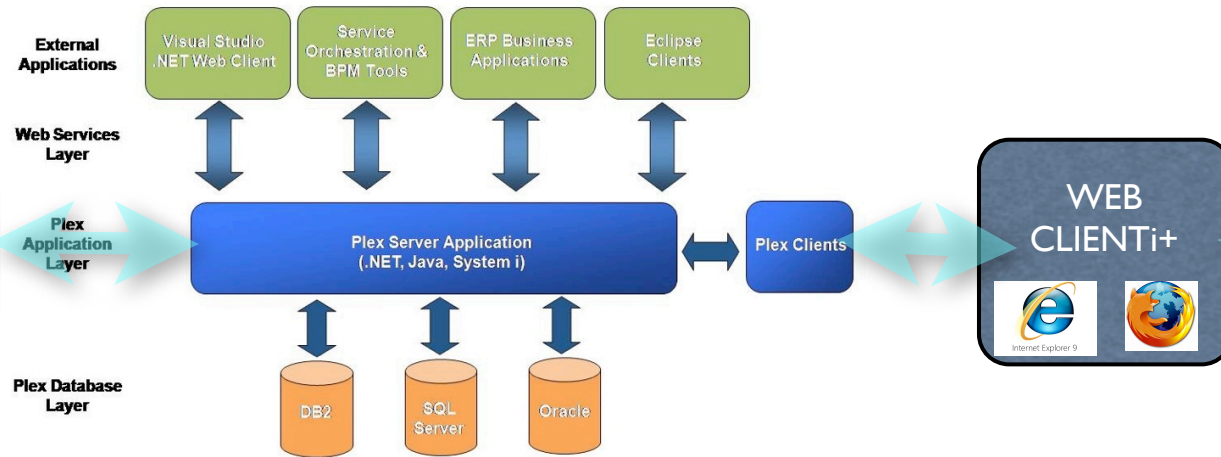 External
Applications
Visual Studio
.NET Web Client
Service
Orchestration &
BPM Tools
ERP Business
Applications
Eclipse
Clients
Web Services
Layer
Plex
Application
Layer
Plex Server Application
(.NET, Java, System i)
Plex Clients
WEB
CLIENTi+
Internet Explorer 9
Plex Database
Layer
DB2
SQL
Server
Oracle